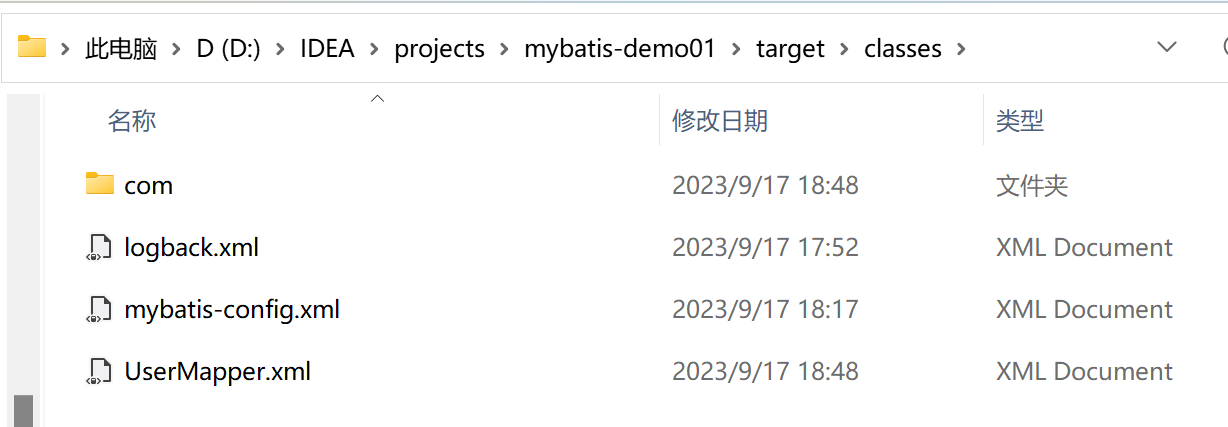 此电脑 D (D:) IDEA projects mybatis-demo01 target classes
名称 修改日期 类型
com 2023/9/17 18:48 文件夹
logback.xml 2023/9/17 17:52 XML Document
mybatis-config.xml 2023/9/17 18:17 XML Document
UserMapper.xml 2023/9/17 18:48 XML Document